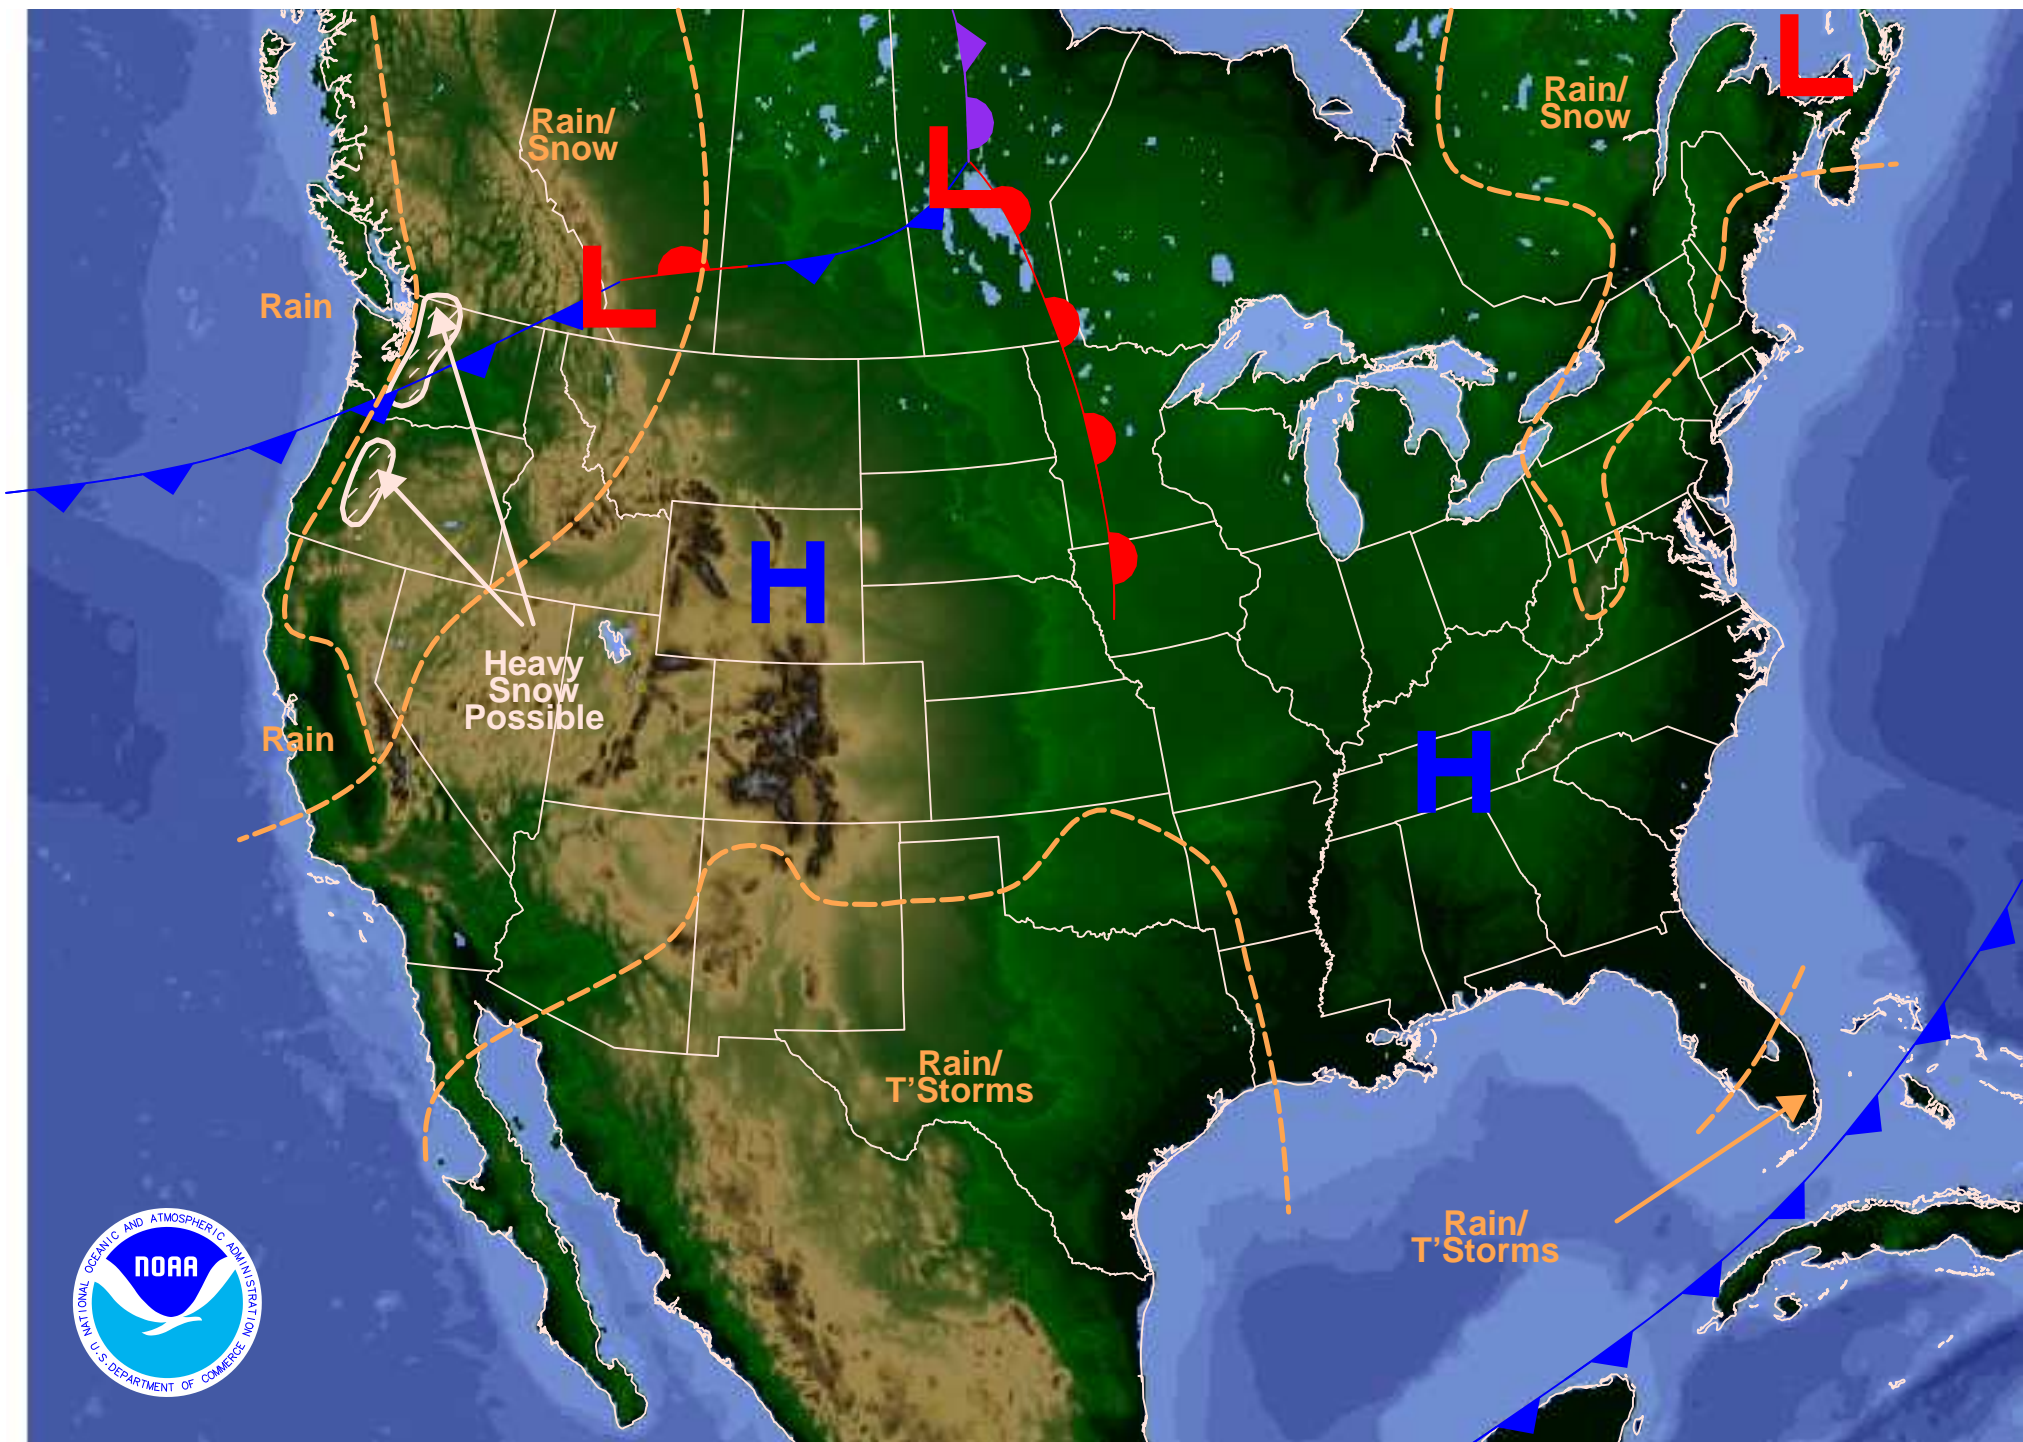 L
Rain/
Snow
Rain/
Snow
L
L
Rain
H
Heavy
Snow
Possible
Rain
H
Rain/
T'Storms
Rain/
T'Storms
NATIONAL OCEANIC AND ATMOSPHERIC ADMINISTRATION
NOAA
U.S. DEPARTMENT OF COMMERCE